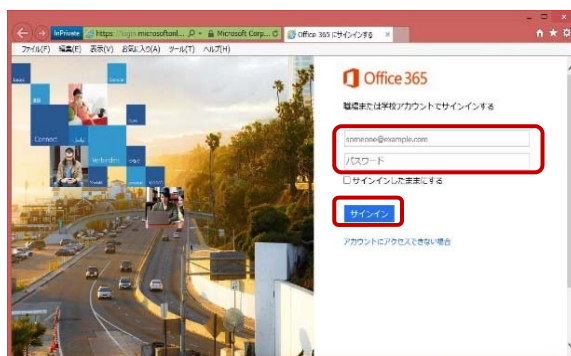 InPrivate https://login.microsoftonl... Microsoft Corp... Office 365 にサインインする
ファイル(F) 編集(E) 表示(V) お気に入り(A) ツール(T) ヘルプ(H)
Connect
Webinders
Office 365
職場または学校アカウントでサインインする
someone@example.com
パスワード
サインインしたままにする
サインイン
アカウントにアクセスできない場合